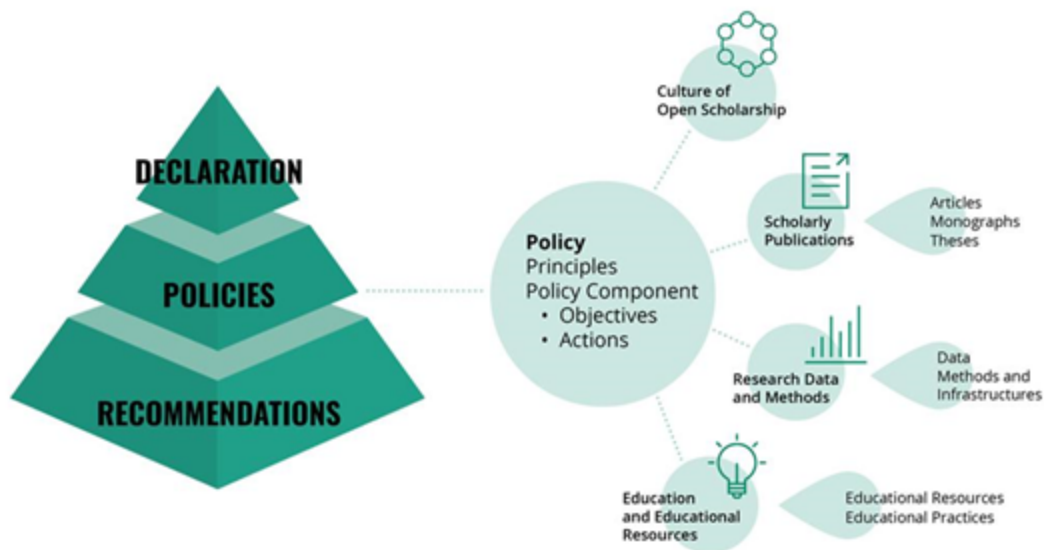 DECLARATION
POLICIES
RECOMMENDATIONS
Policy
Principles
Policy Component
• Objectives
• Actions
Culture of
Open Scholarship
Scholarly
Publications
Articles
Monographs
Theses
Research Data
and Methods
Data
Methods and
Infrastructures
Education
and Educational
Resources
Educational Resources
Educational Practices